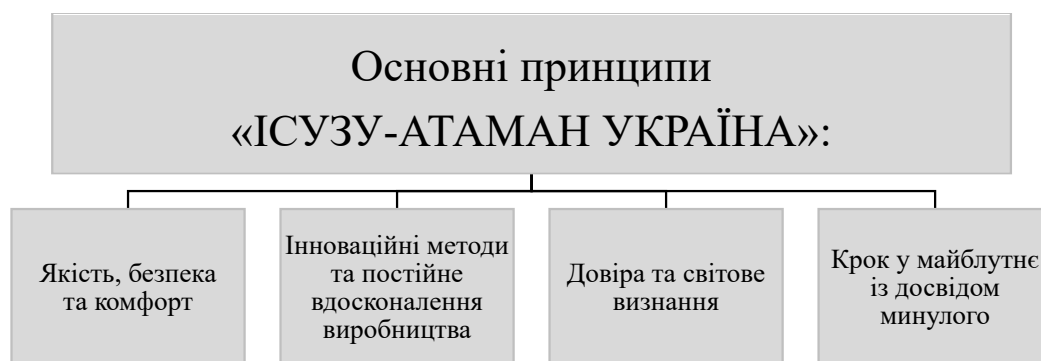 Основні принципи
«ІСУЗУ-АТАМАН УКРАЇНА»:
Якість, безпека
та комфорт
Інноваційні методи
та постійне
вдосконалення
виробництва
Довіра та світове
визнання
Крок у майблутнє
із досвідом
минулого